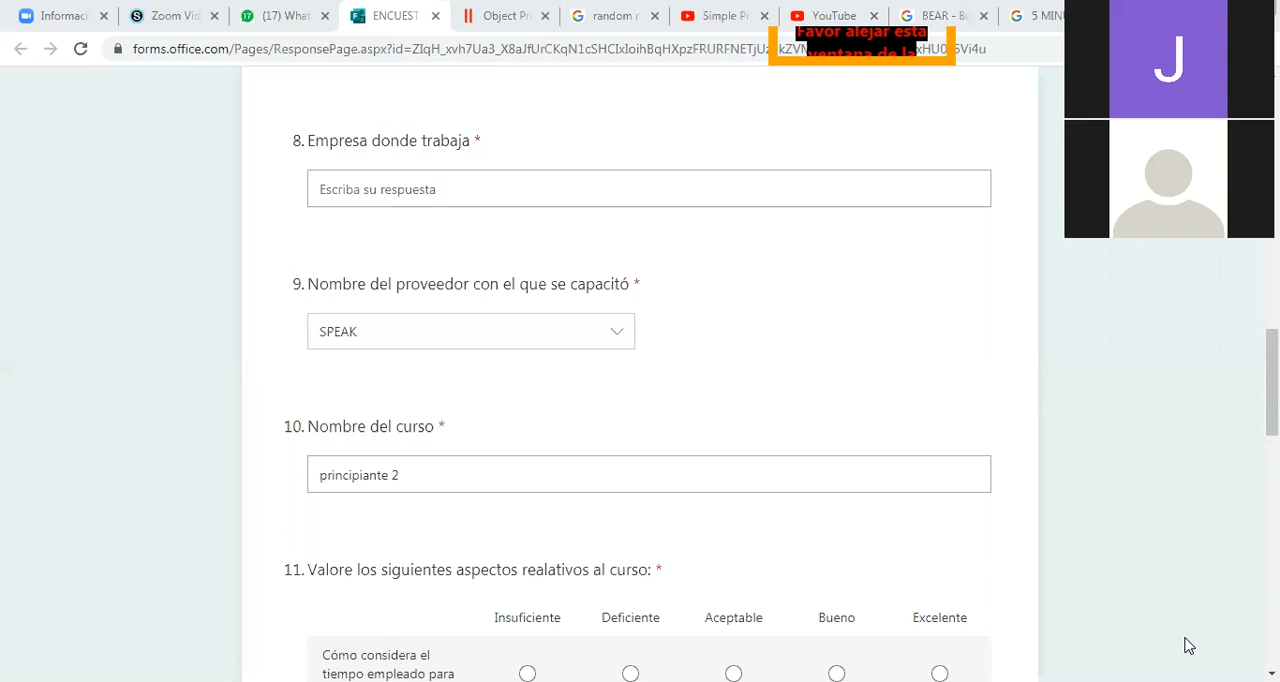 Informaci
Zoom Vid
(17) What
ENCUEST
Object Pr
random r
Simple Pr
YouTube
BEAR - Bu
5 MINU
forms.office.com/Pages/ResponsePage.aspx?id=
Favor alejar esta
ventana de la
J
8. Empresa donde trabaja *
Escriba su respuesta
9. Nombre del proveedor con el que se capacitó *
SPEAK
10. Nombre del curso *
principiante 2
11. Valore los siguientes aspectos realativos al curso: *
Insuficiente Deficiente Aceptable Bueno Excelente
Cómo considera el
tiempo empleado para